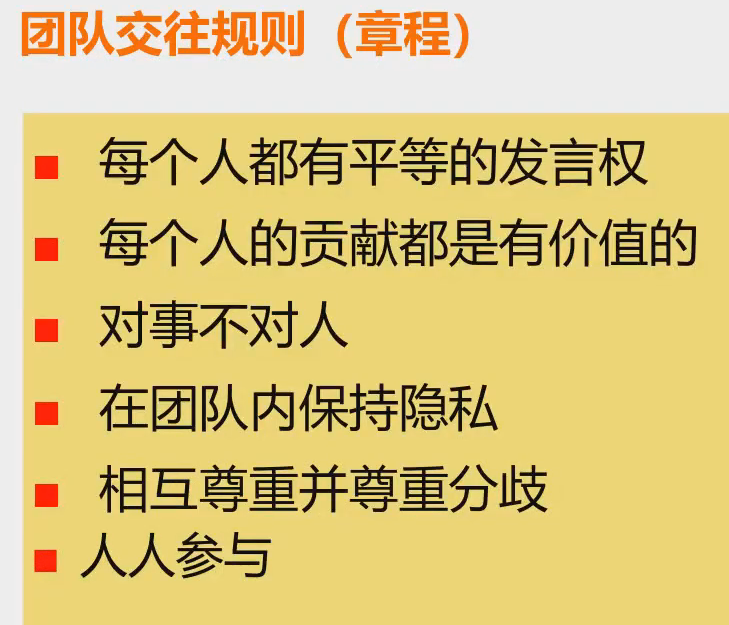 团队交往规则（章程）
每个人都有平等的发言权
每个人的贡献都是有价值的
对事不对人
在团队内保持隐私
相互尊重并尊重分歧
人人参与